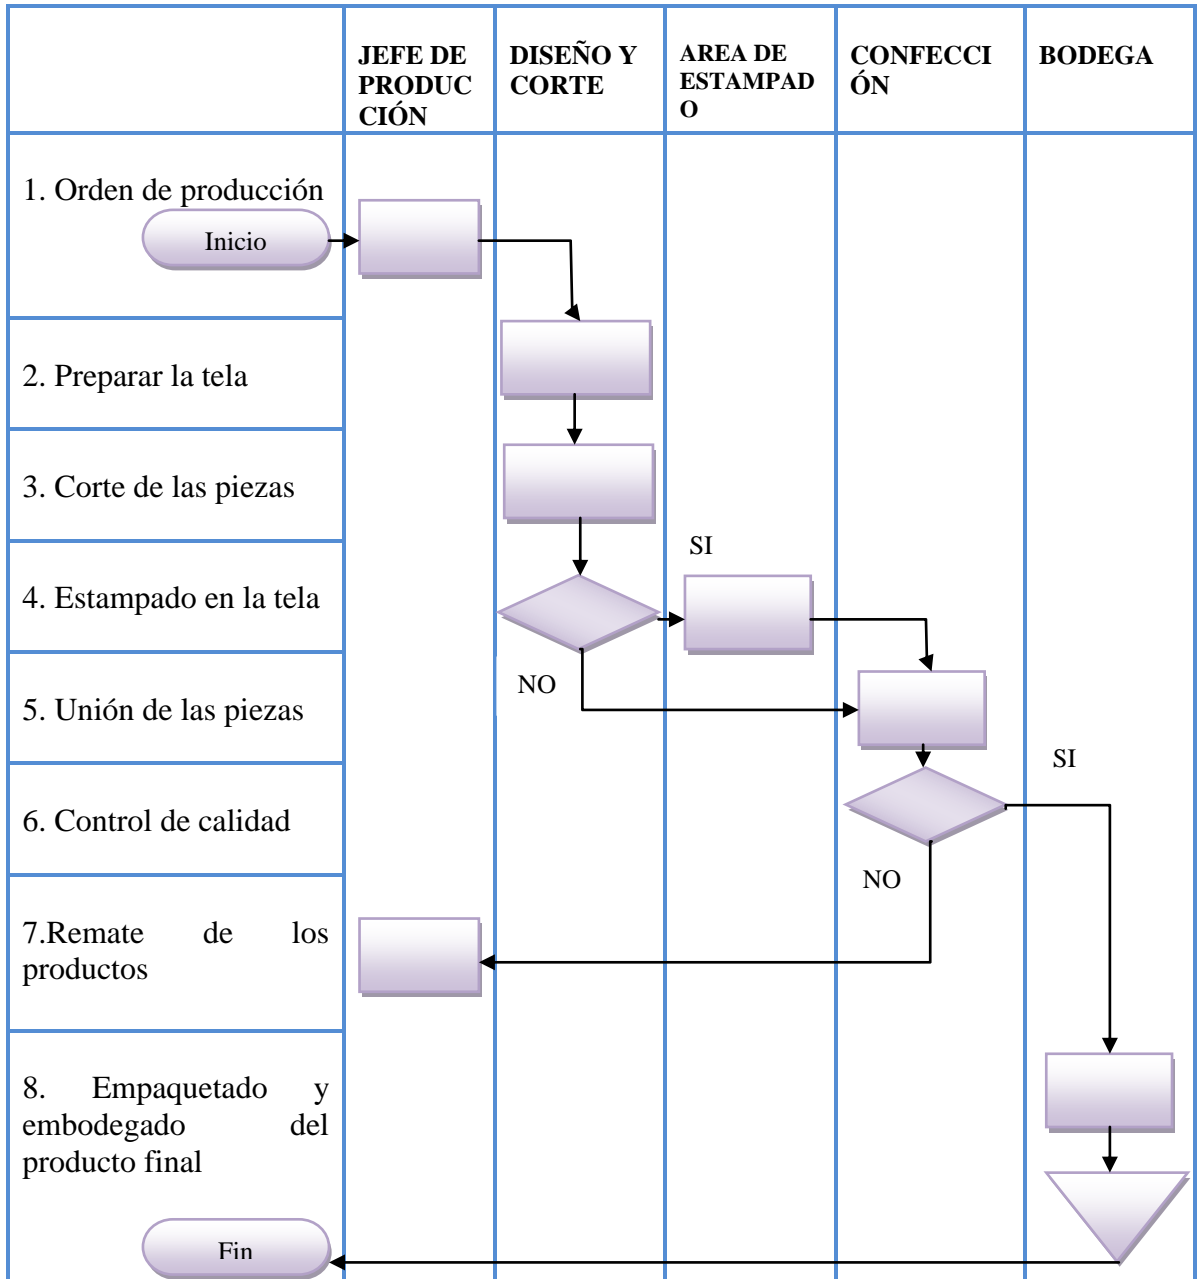 JEFE DE
PRODUC
CIÓN
DISEÑO Y
CORTE
AREA DE
ESTAMPAD
O
CONFECCI
ÓN
BODEGA
1. Orden de producción
Inicio
2. Preparar la tela
3. Corte de las piezas
SI
4. Estampado en la tela
NO
5. Unión de las piezas
SI
6. Control de calidad
NO
7.Remate de los
productos
8. Empaquetado y
embodegado del
producto final
Fin